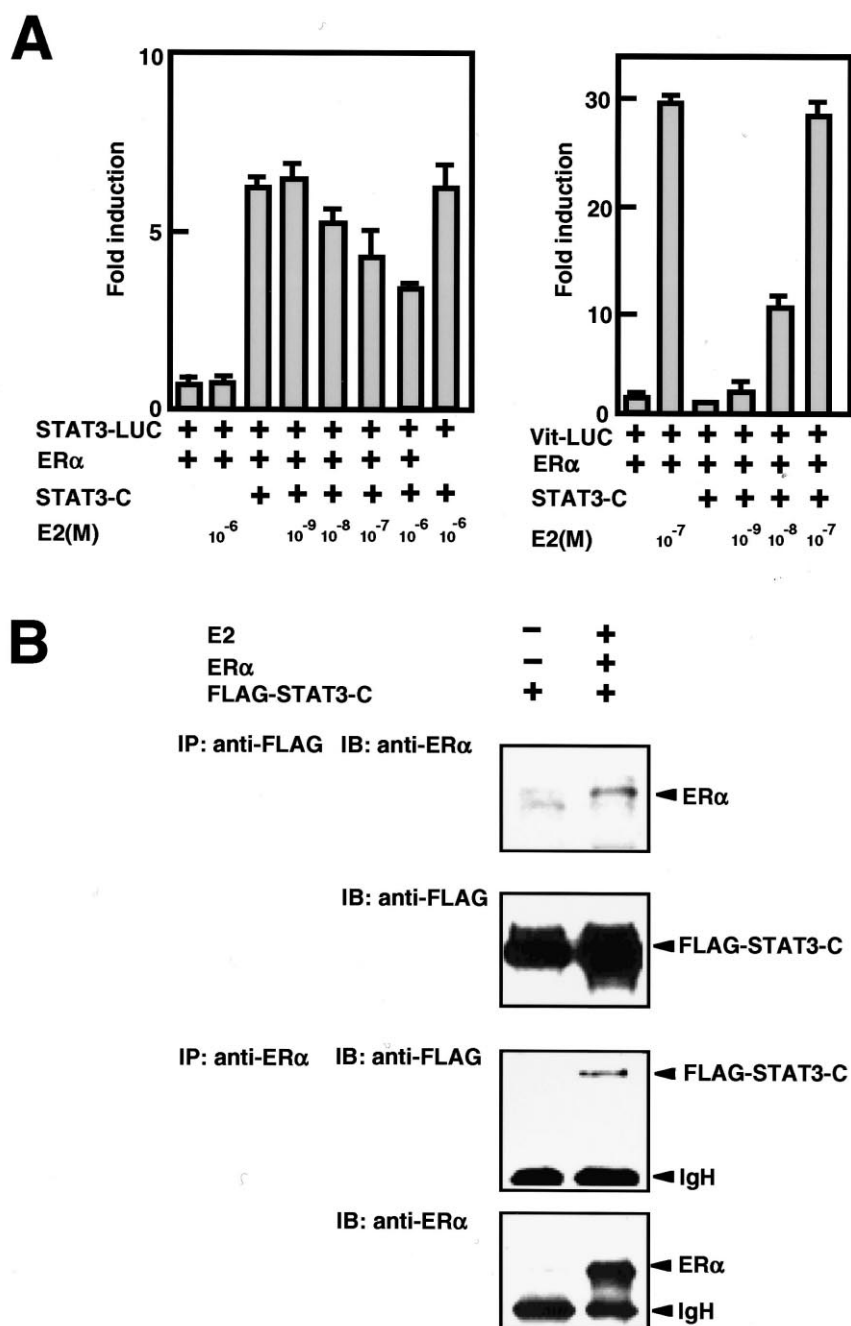 A
Fold induction
10
5
0
STAT3-LUC + + + + + + + +
ERα + + + + + + +
STAT3-C + + + + + +
E2(M) 10-6 10-9 10-8 10-7 10-6 10-6
Fold induction
30
20
10
0
Vit-LUC + + + + + +
ERα + + + + + +
STAT3-C + + + +
E2(M) 10-7 10-9 10-8 10-7
B
E2 − +
ERα − +
FLAG-STAT3-C + +
IP: anti-FLAG IB: anti-ERα
ERα
IB: anti-FLAG
FLAG-STAT3-C
IP: anti-ERα IB: anti-FLAG
FLAG-STAT3-C
IgH
IB: anti-ERα
ERα
IgH